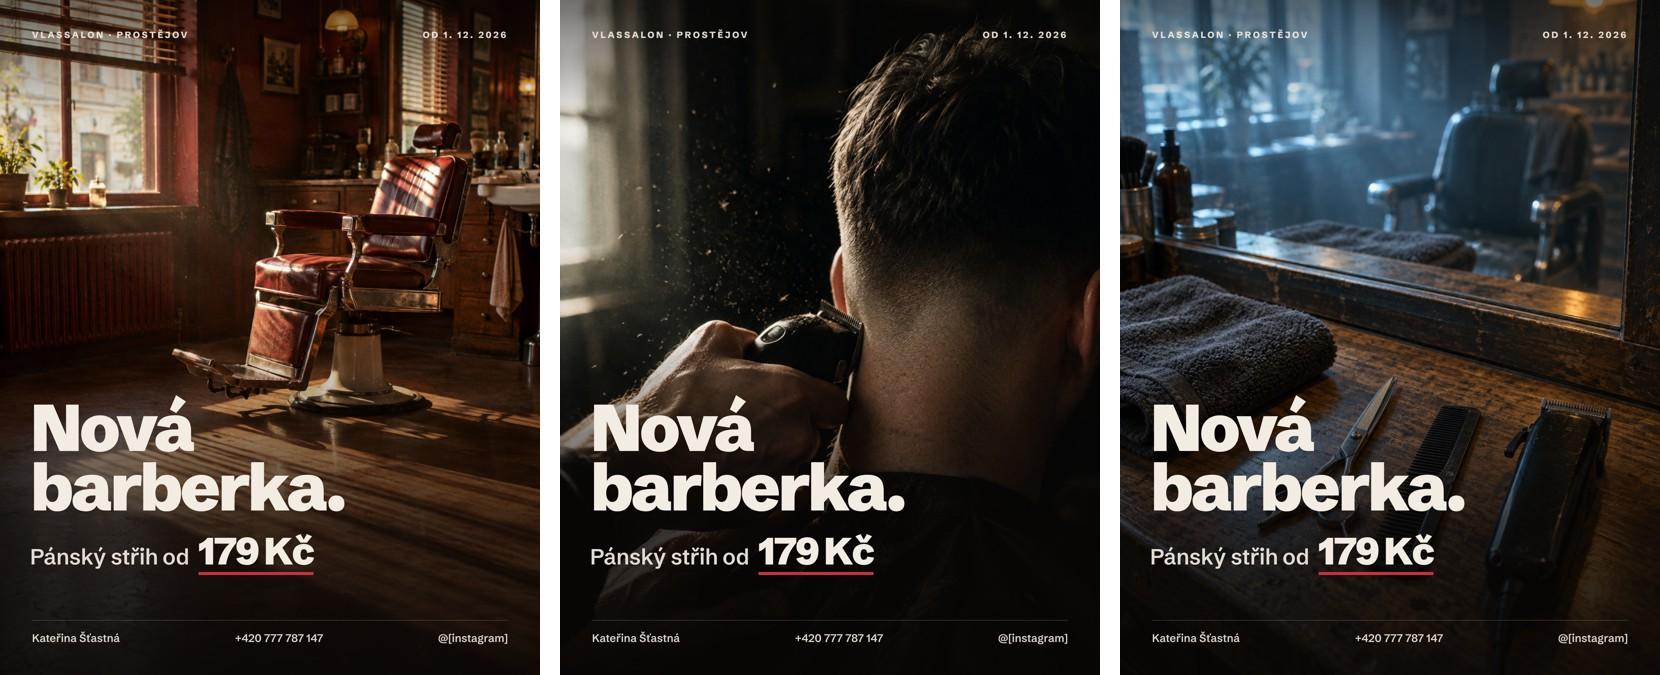 VLASSALON · PROSTĚJOV
OD 1. 12. 2026
Nová
barberka.
Pánský střih od 179 Kč
Kateřina Šťastná
+420 777 787 147
@[instagram]
VLASSALON · PROSTĚJOV
OD 1. 12. 2026
Nová
barberka.
Pánský střih od 179 Kč
Kateřina Šťastná
+420 777 787 147
@[instagram]
VLASSALON · PROSTĚJOV
OD 1. 12. 2026
Nová
barberka.
Pánský střih od 179 Kč
Kateřina Šťastná
+420 777 787 147
@[instagram]